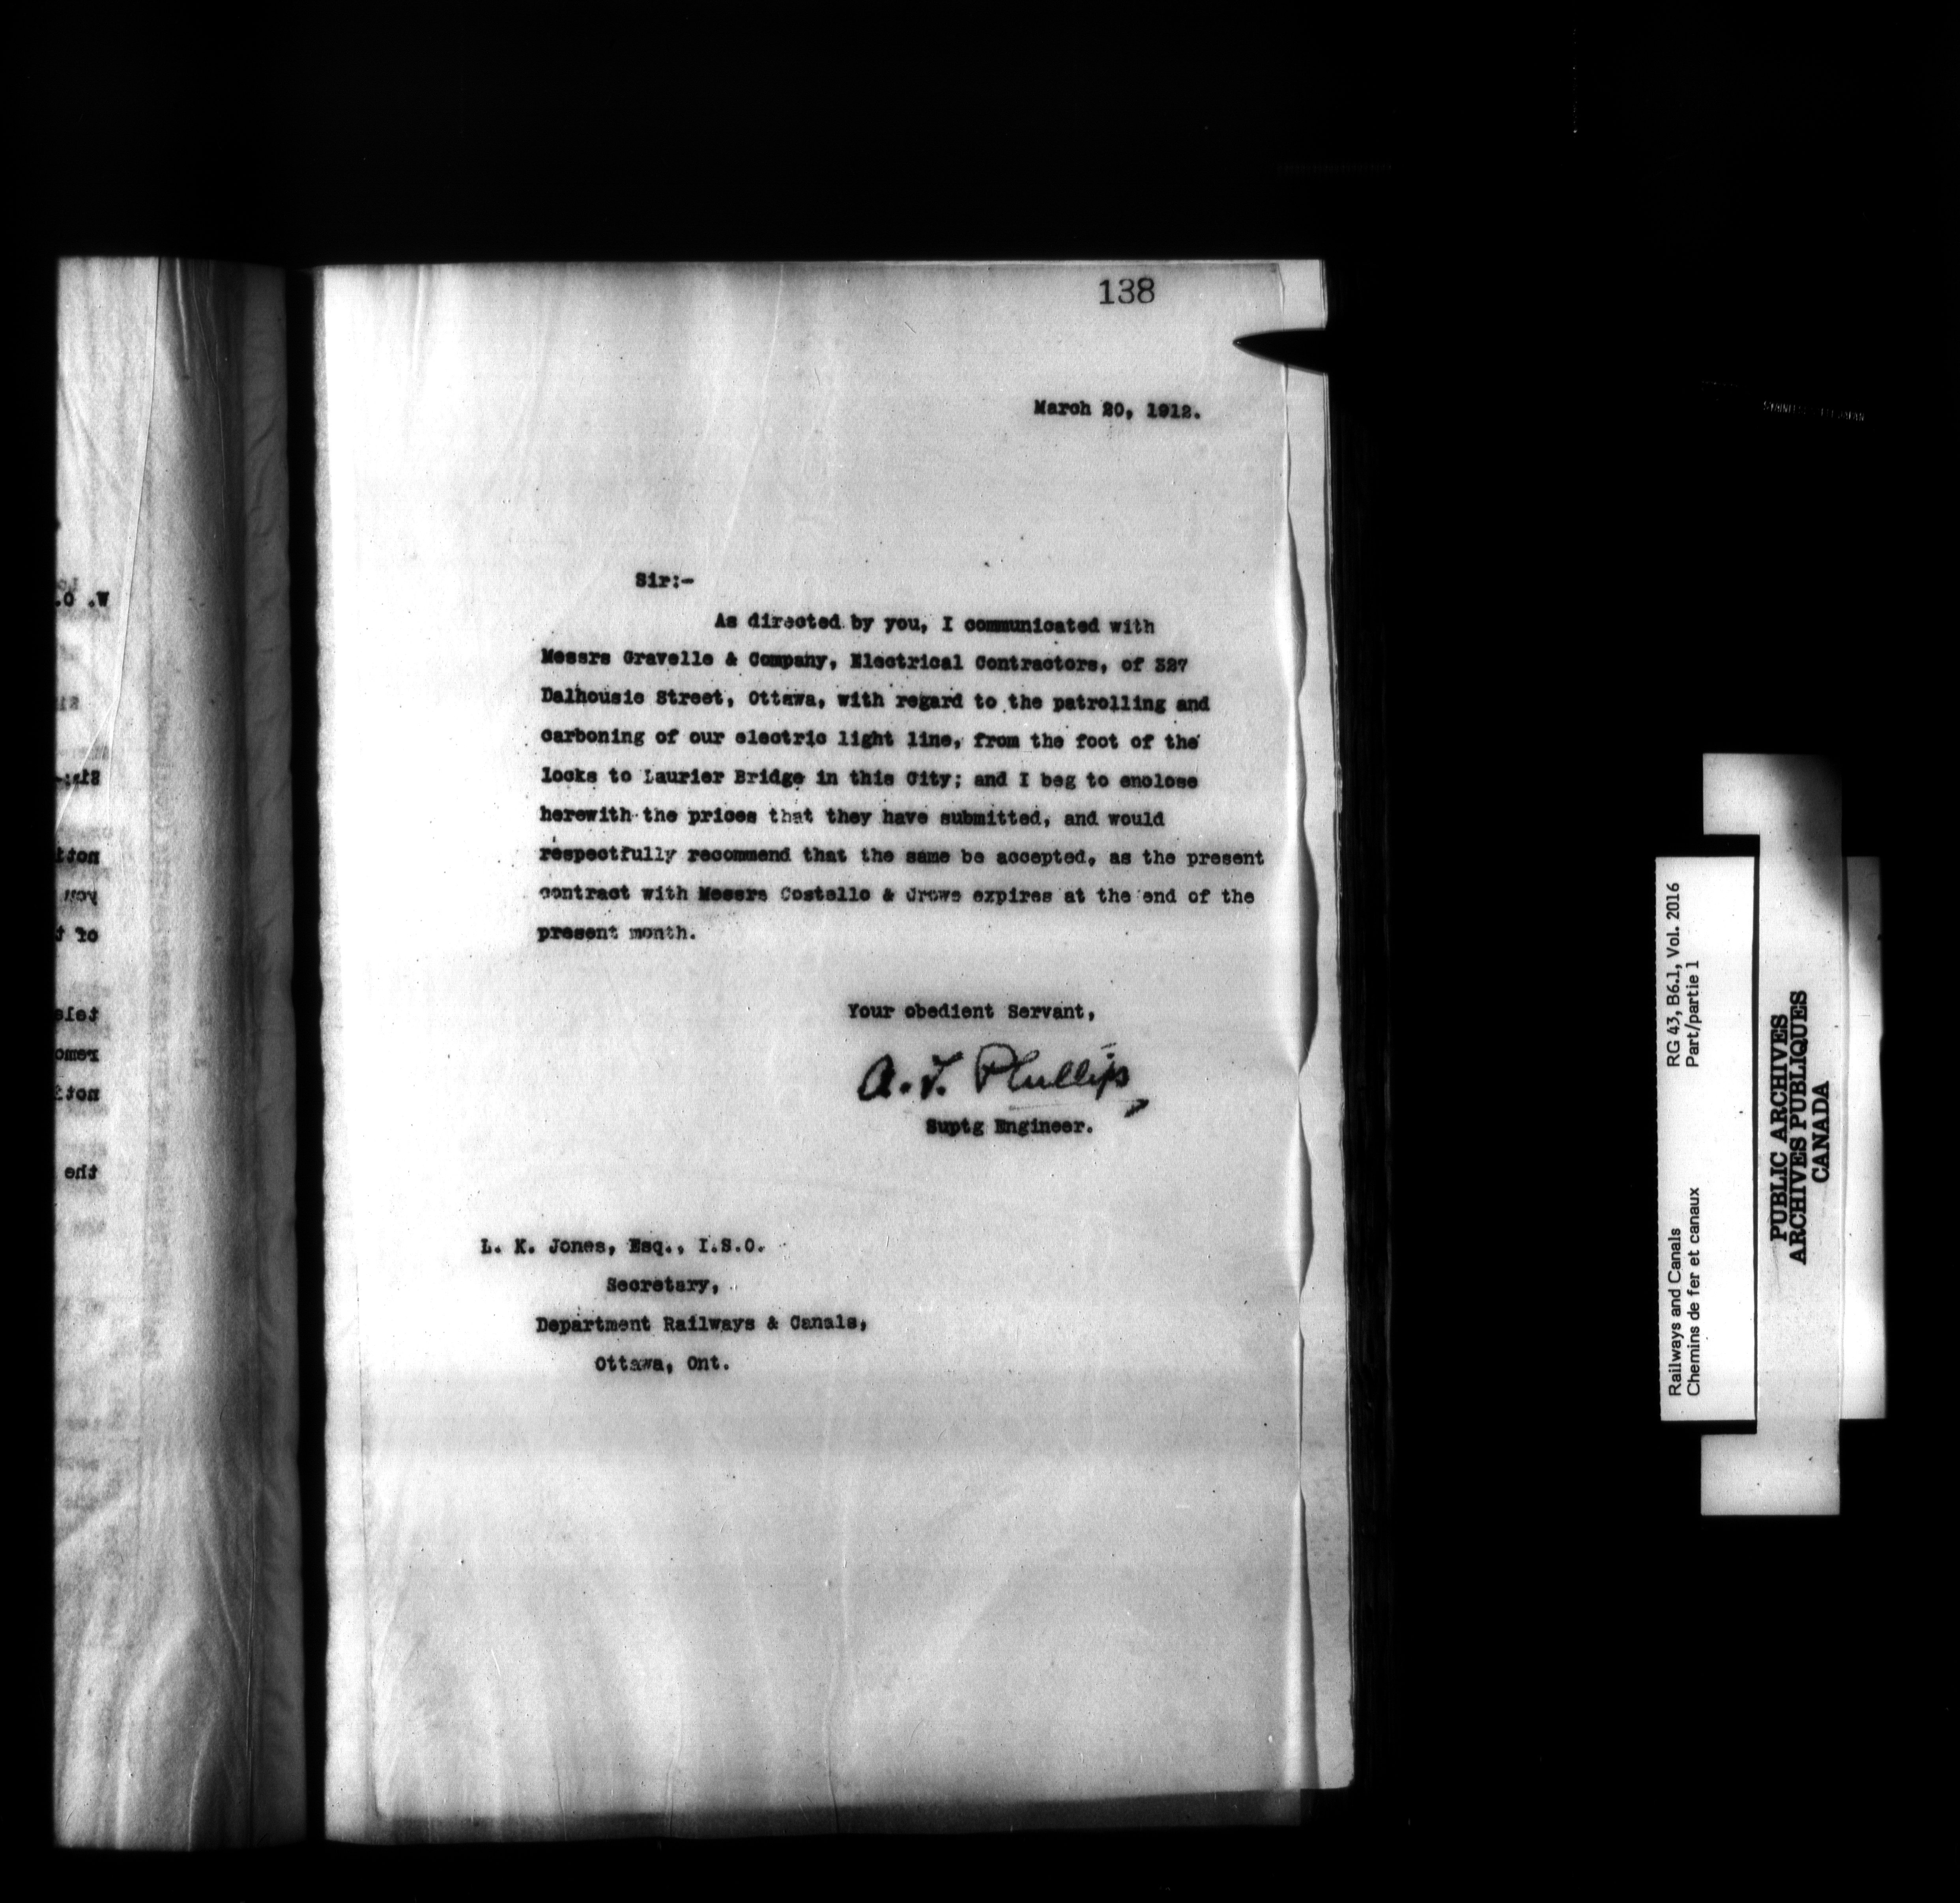 138
March 20, 1912.
Sir:-
As directed by you, I communicated with
Messrs Gravelle & Company, Electrical Contractors, of 327
Dalhousie Street, Ottawa, with regard to the patrolling and
carboning of our electric light line, from the foot of the
locks to Laurier Bridge in this City; and I beg to enclose
herewith the prices that they have submitted, and would
respectfully recommend that the same be accepted, as the present
contract with Messrs Costello & Crowe expires at the end of the
present month.
Your obedient Servant,
A. T. Phillips
Suptg Engineer.
L. K. Jones, Esq., I.S.O.
Secretary,
Department Railways & Canals,
Ottawa, Ont.
Railways and Canals
Chemins de fer et canaux
RG 43, B6.1, Vol. 2016
Part/partie 1
PUBLIC ARCHIVES
ARCHIVES PUBLIQUES
CANADA